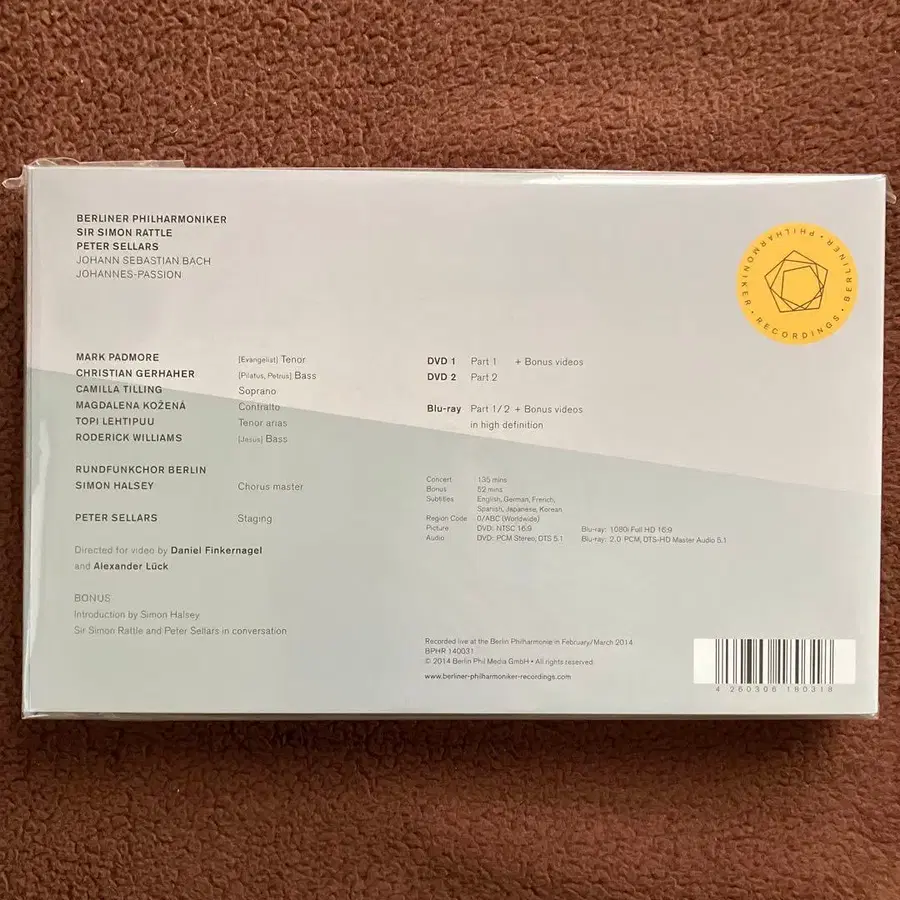 BERLINER PHILHARMONIKER
SIR SIMON RATTLE
PETER SELLARS
JOHANN SEBASTIAN BACH
JOHANNES-PASSION
BERLINER • PHILHARMONIKER • RECORDINGS •
MARK PADMORE [Evangelist] Tenor
CHRISTIAN GERHAHER [Pilatus, Petrus] Bass
CAMILLA TILLING Soprano
MAGDALENA KOŽENÁ Contralto
TOPI LEHTIPUU Tenor arias
RODERICK WILLIAMS [Jesus] Bass
RUNDFUNKCHOR BERLIN
SIMON HALSEY Chorus master
PETER SELLARS Staging
Directed for video by Daniel Finkernagel
and Alexander Lück
BONUS
Introduction by Simon Halsey
Sir Simon Rattle and Peter Sellars in conversation
DVD 1 Part 1 + Bonus videos
DVD 2 Part 2
Blu-ray Part 1/2 + Bonus videos
in high definition
Concert 135 mins
Bonus 52 mins
Subtitles English, German, French,
Spanish, Japanese, Korean
Region Code 0/ABC (Worldwide)
Picture DVD: NTSC 16:9 Blu-ray: 1080i Full HD 16:9
Audio DVD: PCM Stereo, DTS 5.1 Blu-ray: 2.0 PCM, DTS-HD Master Audio 5.1
Recorded live at the Berlin Philharmonie in February/March 2014
BPHR 140031
© 2014 Berlin Phil Media GmbH • All rights reserved
www.berliner-philharmoniker-recordings.com
4 260306 180318